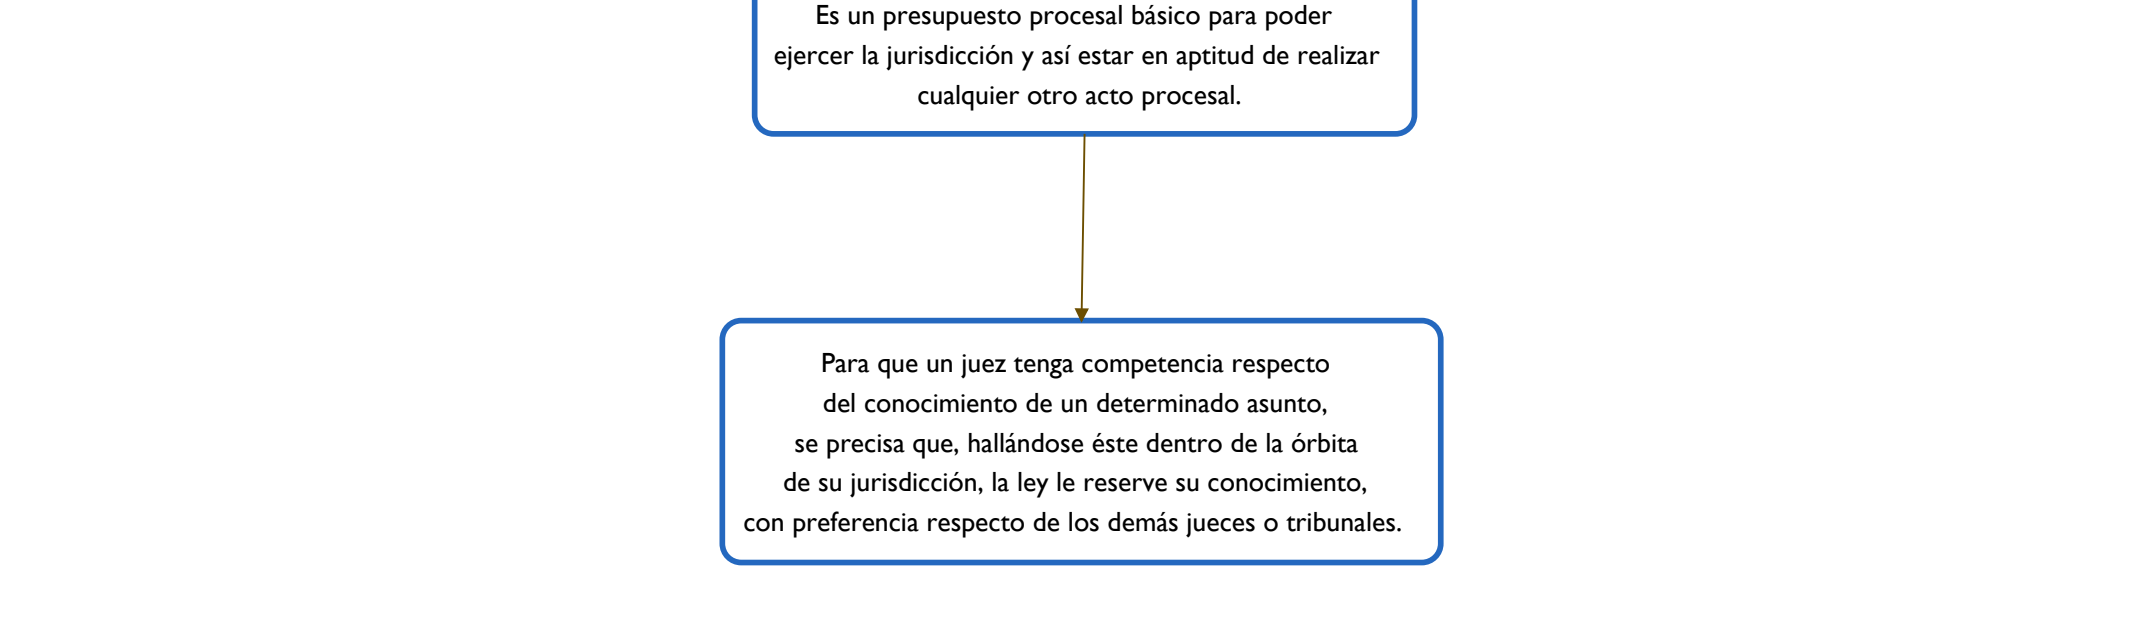 Es un presupuesto procesal básico para poder
ejercer la jurisdicción y así estar en aptitud de realizar
cualquier otro acto procesal.
Para que un juez tenga competencia respecto
del conocimiento de un determinado asunto,
se precisa que, hallándose éste dentro de la órbita
de su jurisdicción, la ley le reserve su conocimiento,
con preferencia respecto de los demás jueces o tribunales.